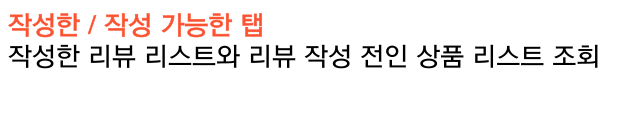 작성한 / 작성 가능한 탭
작성한 리뷰 리스트와 리뷰 작성 전인 상품 리스트 조회